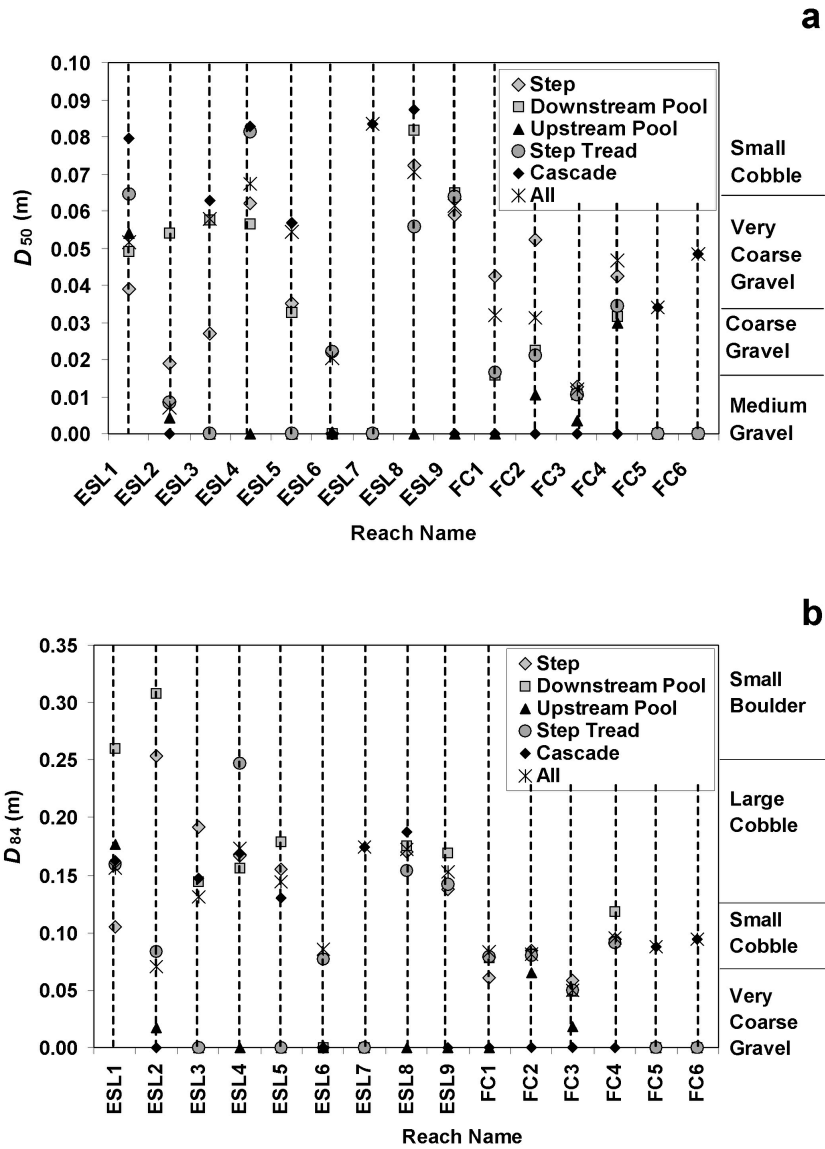 a
0.10
0.09
0.08
0.07
0.06
0.05
0.04
0.03
0.02
0.01
0.00
D50 (m)
Step
Downstream Pool
Upstream Pool
Step Tread
Cascade
All
Small
Cobble
Very
Coarse
Gravel
Coarse
Gravel
Medium
Gravel
ESL1
ESL2
ESL3
ESL4
ESL5
ESL6
ESL7
ESL8
ESL9
FC1
FC2
FC3
FC4
FC5
FC6
Reach Name
b
0.35
0.30
0.25
0.20
0.15
0.10
0.05
0.00
D84 (m)
Step
Downstream Pool
Upstream Pool
Step Tread
Cascade
All
Small
Boulder
Large
Cobble
Small
Cobble
Very
Coarse
Gravel
ESL1
ESL2
ESL3
ESL4
ESL5
ESL6
ESL7
ESL8
ESL9
FC1
FC2
FC3
FC4
FC5
FC6
Reach Name